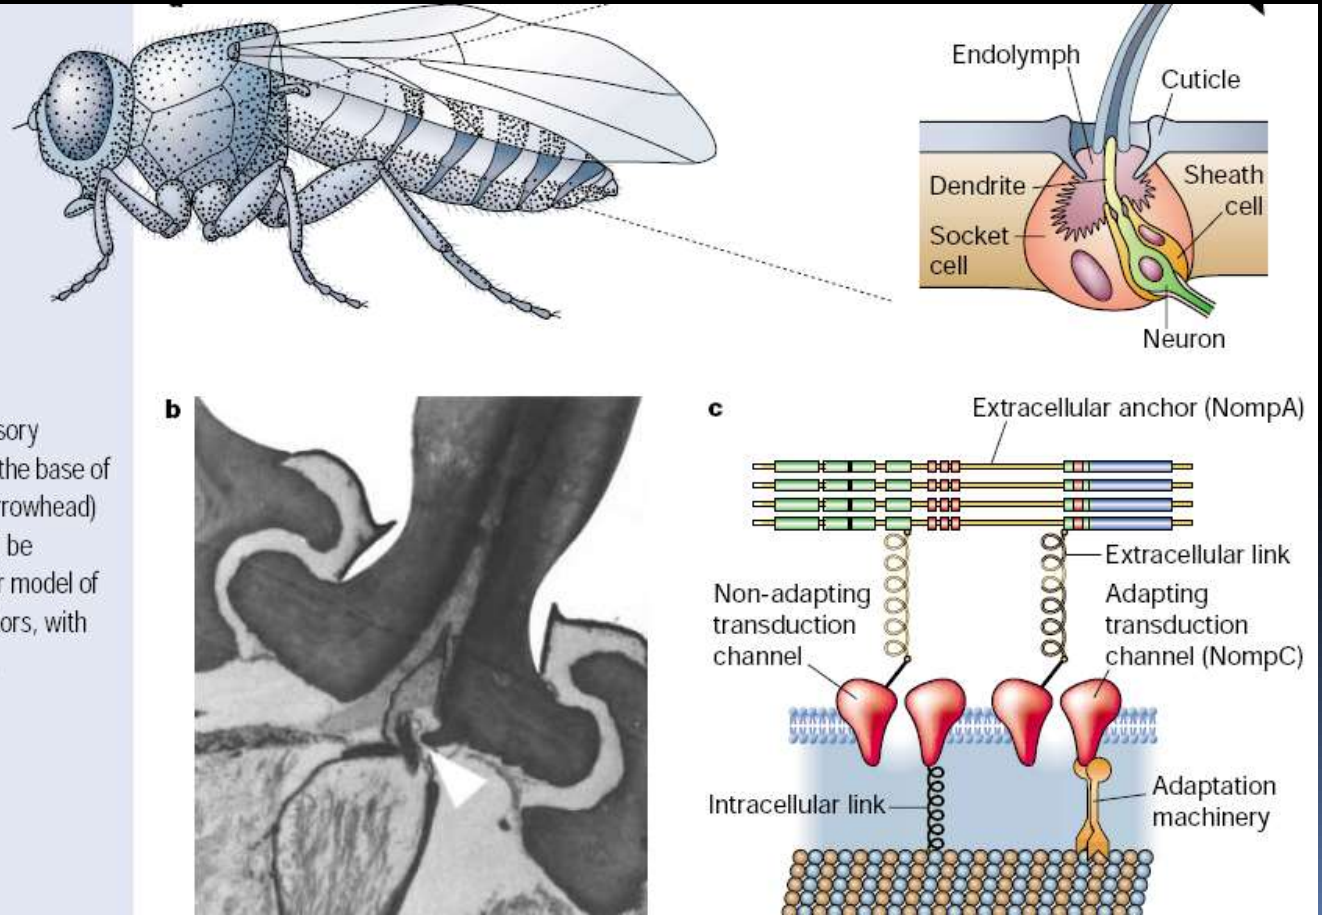 Endolymph
Cuticle
Dendrite
Sheath
cell
Socket
cell
Neuron
sory
the base of
rrowhead)
be
r model of
ors, with
b
c
Extracellular anchor (NompA)
Extracellular link
Non-adapting
transduction
channel
Adapting
transduction
channel (NompC)
Intracellular link
Adaptation
machinery